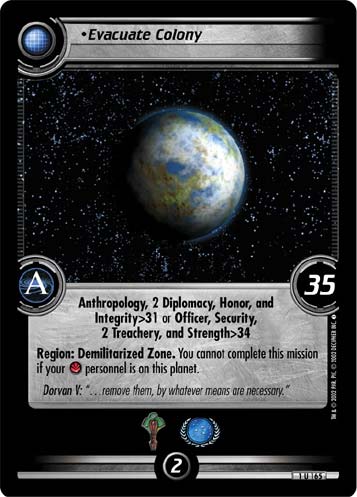 •Evacuate Colony
A
35
Anthropology, 2 Diplomacy, Honor, and
Integrity>31 or Officer, Security,
2 Treachery, and Strength>34
Region: Demilitarized Zone. You cannot complete this mission
if your personnel is on this planet.
Dorvan V: “. . . remove them, by whatever means are necessary.”
2
1 U 165